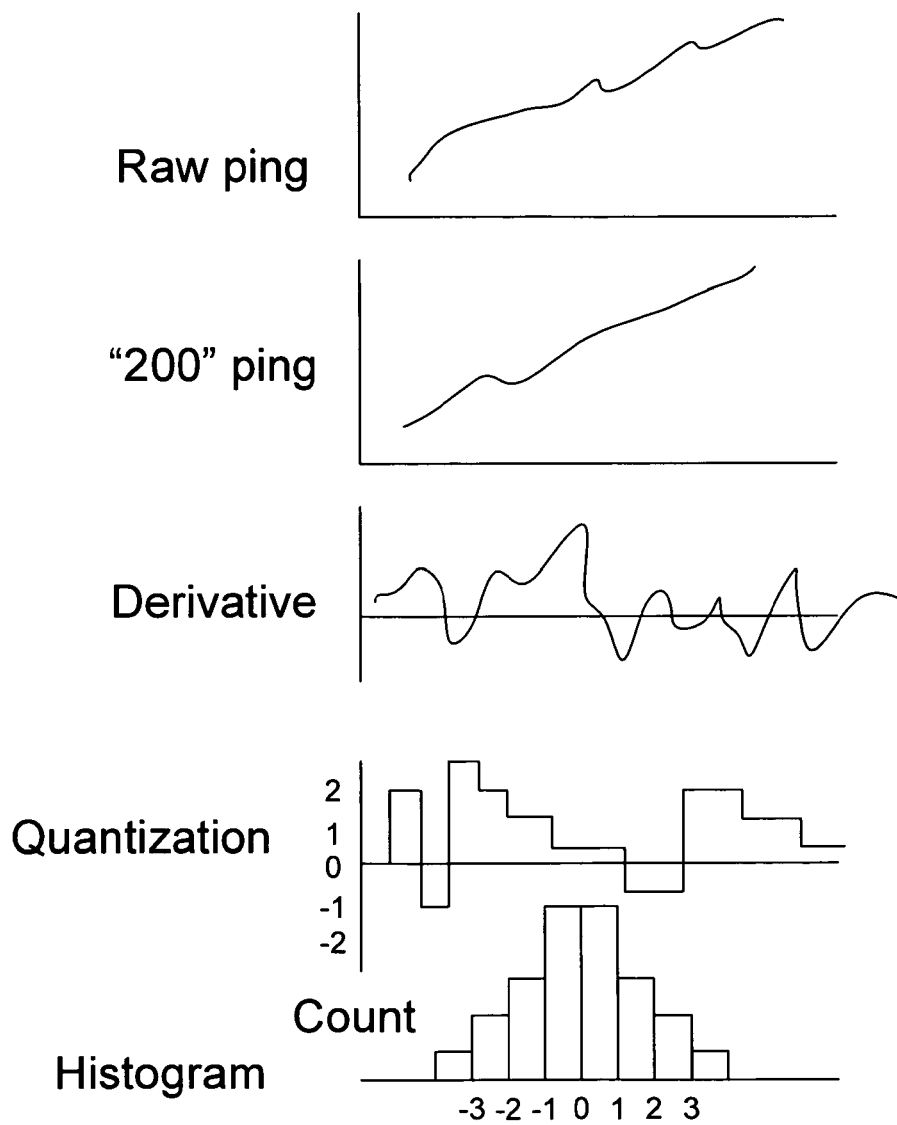 Raw ping
“200” ping
Derivative
Quantization
2
1
0
-1
-2
Count
Histogram
-3 -2 -1 0 1 2 3